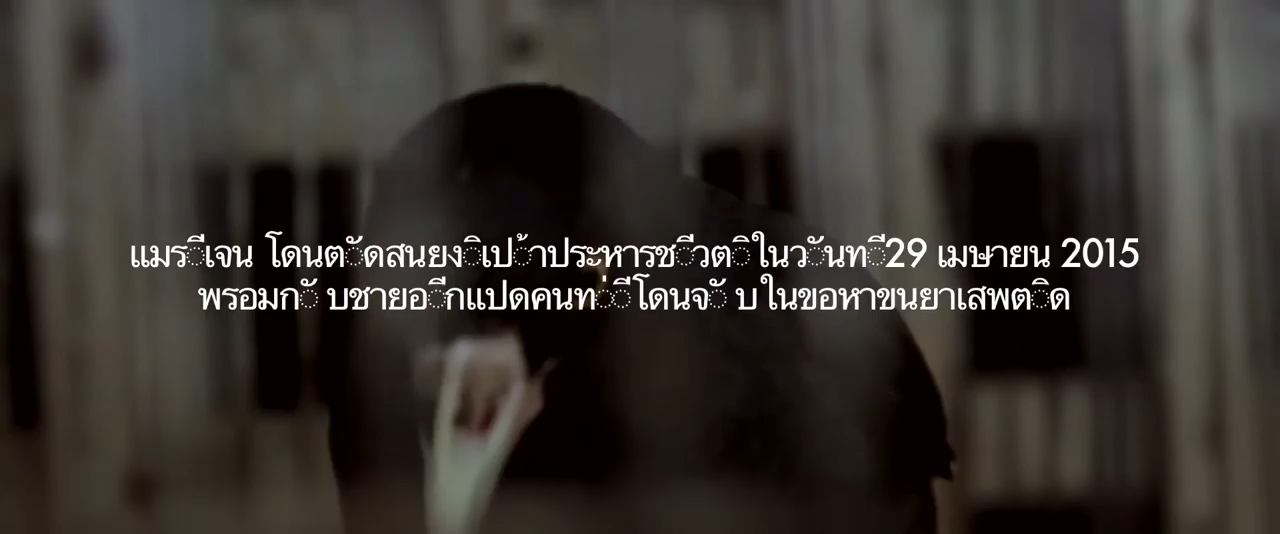 แมรีเจน โดนตัดสนยงิเป้าประหารชีวติในวันที29 เมษายน 2015
พรอมกั บชายอีกแปดคนที่โดนจั บในขอหาขนยาเสพติด